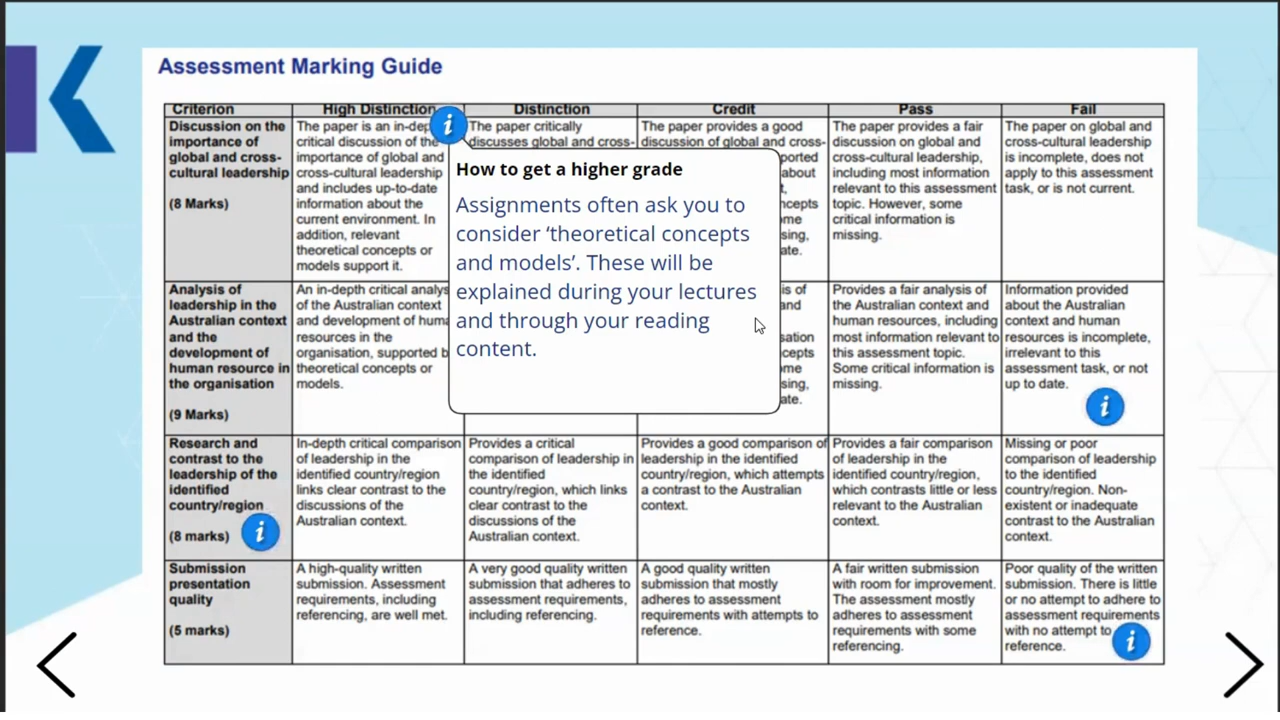 Assessment Marking Guide
Criterion
High Distinction
Distinction
Credit
Pass
Fail
Discussion on the
importance of
global and cross-
cultural leadership
(8 Marks)
The paper is an in-dep
critical discussion of the
importance of global and
cross-cultural leadership
and includes up-to-date
information about the
current environment. In
addition, relevant
theoretical concepts or
models support it.
The paper critically
discusses global and cross-
The paper provides a good
discussion of global and cross-
ported
about
t,
ncepts
me
sing,
ate.
The paper provides a fair
discussion on global and
cross-cultural leadership,
including most information
relevant to this assessment
topic. However, some
critical information is
missing.
The paper on global and
cross-cultural leadership
is incomplete, does not
apply to this assessment
task, or is not current.
How to get a higher grade
Assignments often ask you to
consider ‘theoretical concepts
and models’. These will be
explained during your lectures
and through your reading
content.
Analysis of
leadership in the
Australian context
and the
development of
human resource in
the organisation
(9 Marks)
An in-depth critical analys
of the Australian context
and development of huma
resources in the
organisation, supported b
theoretical concepts or
models.
is of
and
sation
cepts
me
sing,
ate.
Provides a fair analysis of
the Australian context and
human resources, including
most information relevant to
this assessment topic.
Some critical information is
missing.
Information provided
about the Australian
context and human
resources is incomplete,
irrelevant to this
assessment task, or not
up to date.
Research and
contrast to the
leadership of the
identified
country/region
(8 marks)
In-depth critical comparison
of leadership in the
identified country/region
links clear contrast to the
discussions of the
Australian context.
Provides a critical
comparison of leadership in
the identified
country/region, which links
clear contrast to the
discussions of the
Australian context.
Provides a good comparison of
leadership in the identified
country/region, which attempts
a contrast to the Australian
context.
Provides a fair comparison
of leadership in the
identified country/region,
which contrasts little or less
relevant to the Australian
context.
Missing or poor
comparison of leadership
to the identified
country/region. Non-
existent or inadequate
contrast to the Australian
context.
Submission
presentation
quality
(5 marks)
A high-quality written
submission. Assessment
requirements, including
referencing, are well met.
A very good quality written
submission that adheres to
assessment requirements,
including referencing.
A good quality written
submission that mostly
adheres to assessment
requirements with attempts to
reference.
A fair written submission
with room for improvement.
The assessment mostly
adheres to assessment
requirements with some
referencing.
Poor quality of the written
submission. There is little
or no attempt to adhere to
assessment requirements
with no attempt to
reference.